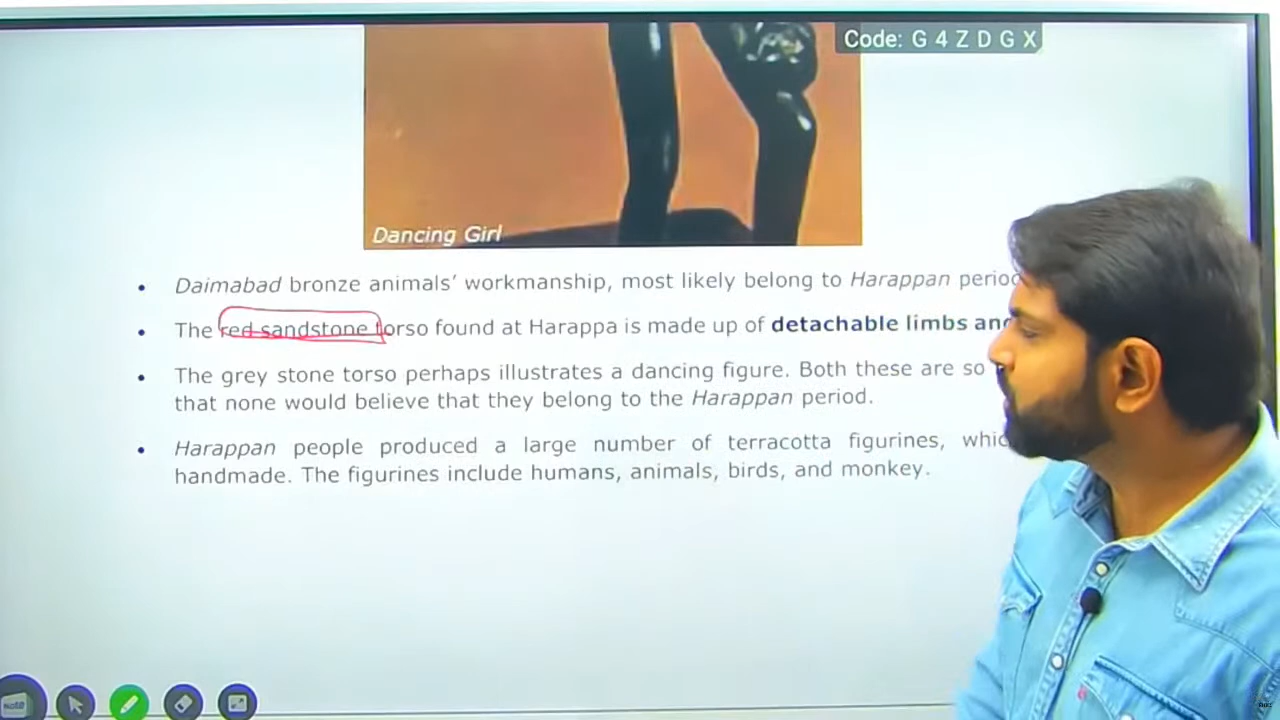 Code: G 4 Z D G X
Dancing Girl
Daimabad bronze animals' workmanship, most likely belong to Harappan
The red sandstone torso found at Harappa is made up of detachable limbs
The grey stone torso perhaps illustrates a dancing figure. Both these are so
that none would believe that they belong to the Harappan period.
Harappan people produced a large number of terracotta figurines,
handmade. The figurines include humans, animals, birds, and monkey.